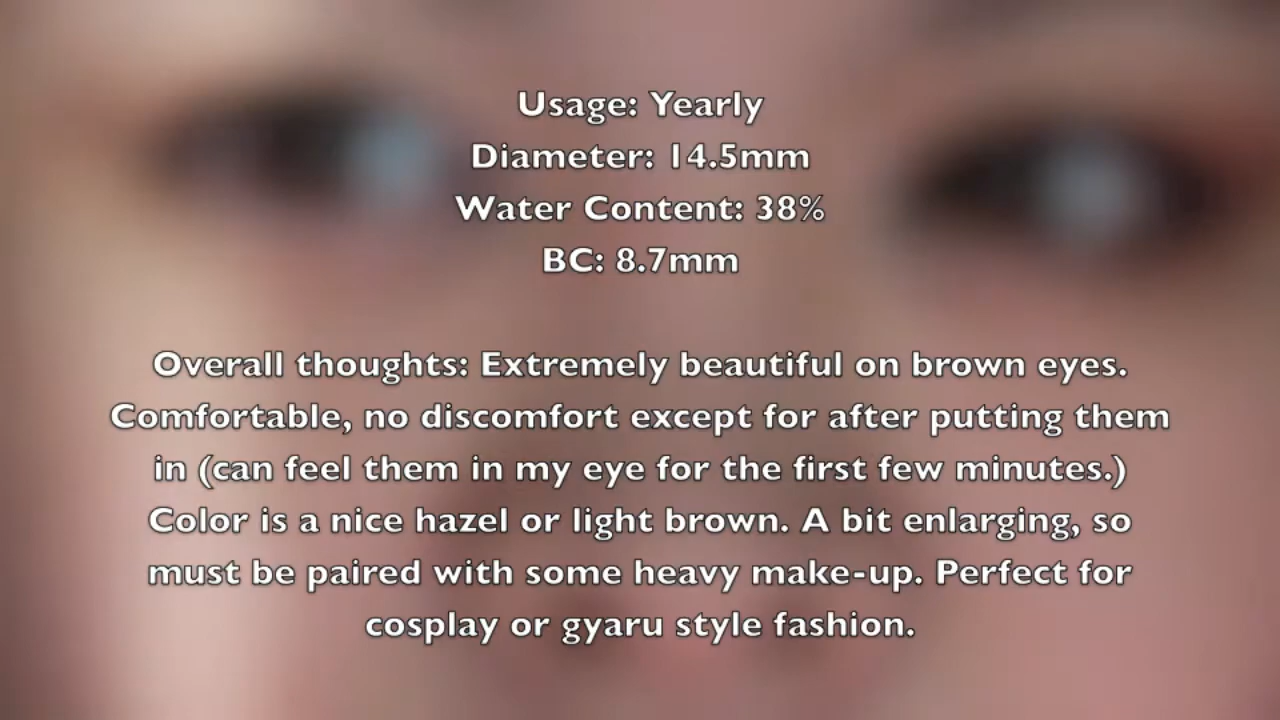 Usage: Yearly
Diameter: 14.5mm
Water Content: 38%
BC: 8.7mm
Overall thoughts: Extremely beautiful on brown eyes.
Comfortable, no discomfort except for after putting them
in (can feel them in my eye for the first few minutes.)
Color is a nice hazel or light brown. A bit enlarging, so
must be paired with some heavy make-up. Perfect for
cosplay or gyaru style fashion.